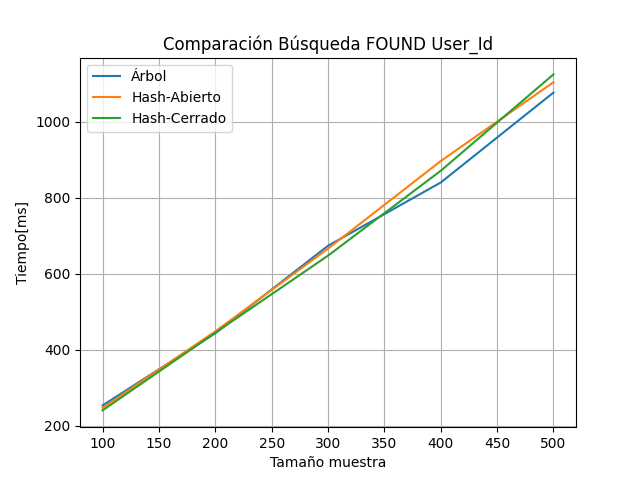 Comparación Búsqueda FOUND User_Id
Árbol
Hash-Abierto
Hash-Cerrado
Tiempo[ms]
1000
800
600
400
200
100 150 200 250 300 350 400 450 500
Tamaño muestra